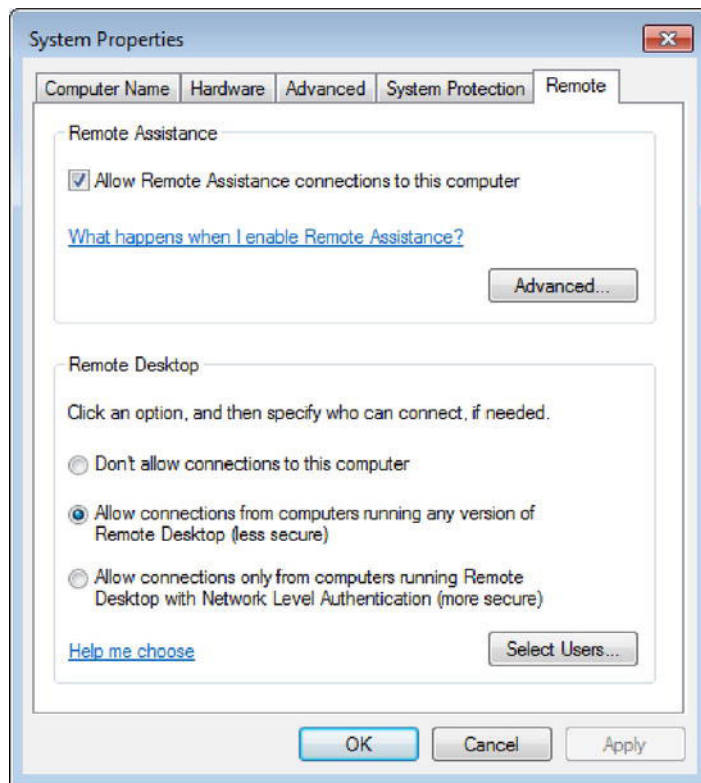 System Properties
Computer Name Hardware Advanced System Protection Remote
Remote Assistance
Allow Remote Assistance connections to this computer
What happens when I enable Remote Assistance?
Advanced...
Remote Desktop
Click an option, and then specify who can connect, if needed.
Don't allow connections to this computer
Allow connections from computers running any version of
Remote Desktop (less secure)
Allow connections only from computers running Remote
Desktop with Network Level Authentication (more secure)
Help me choose
Select Users...
OK Cancel Apply